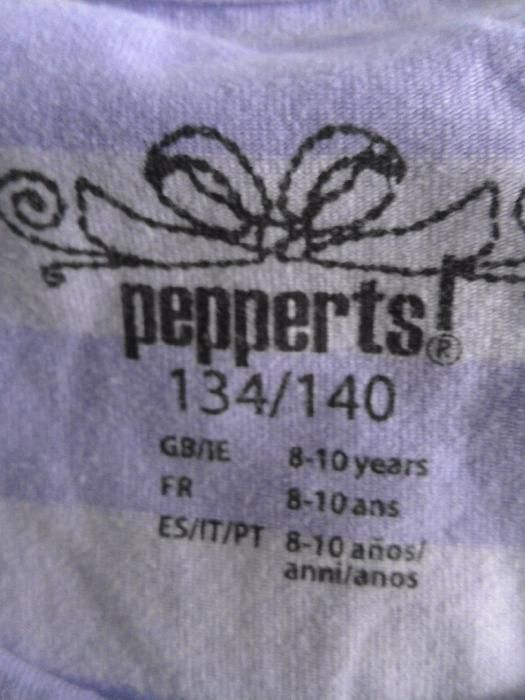 pepperts!®
134/140
GB/IE 8-10 years
FR 8-10 ans
ES/IT/PT 8-10 años/
anni/anos